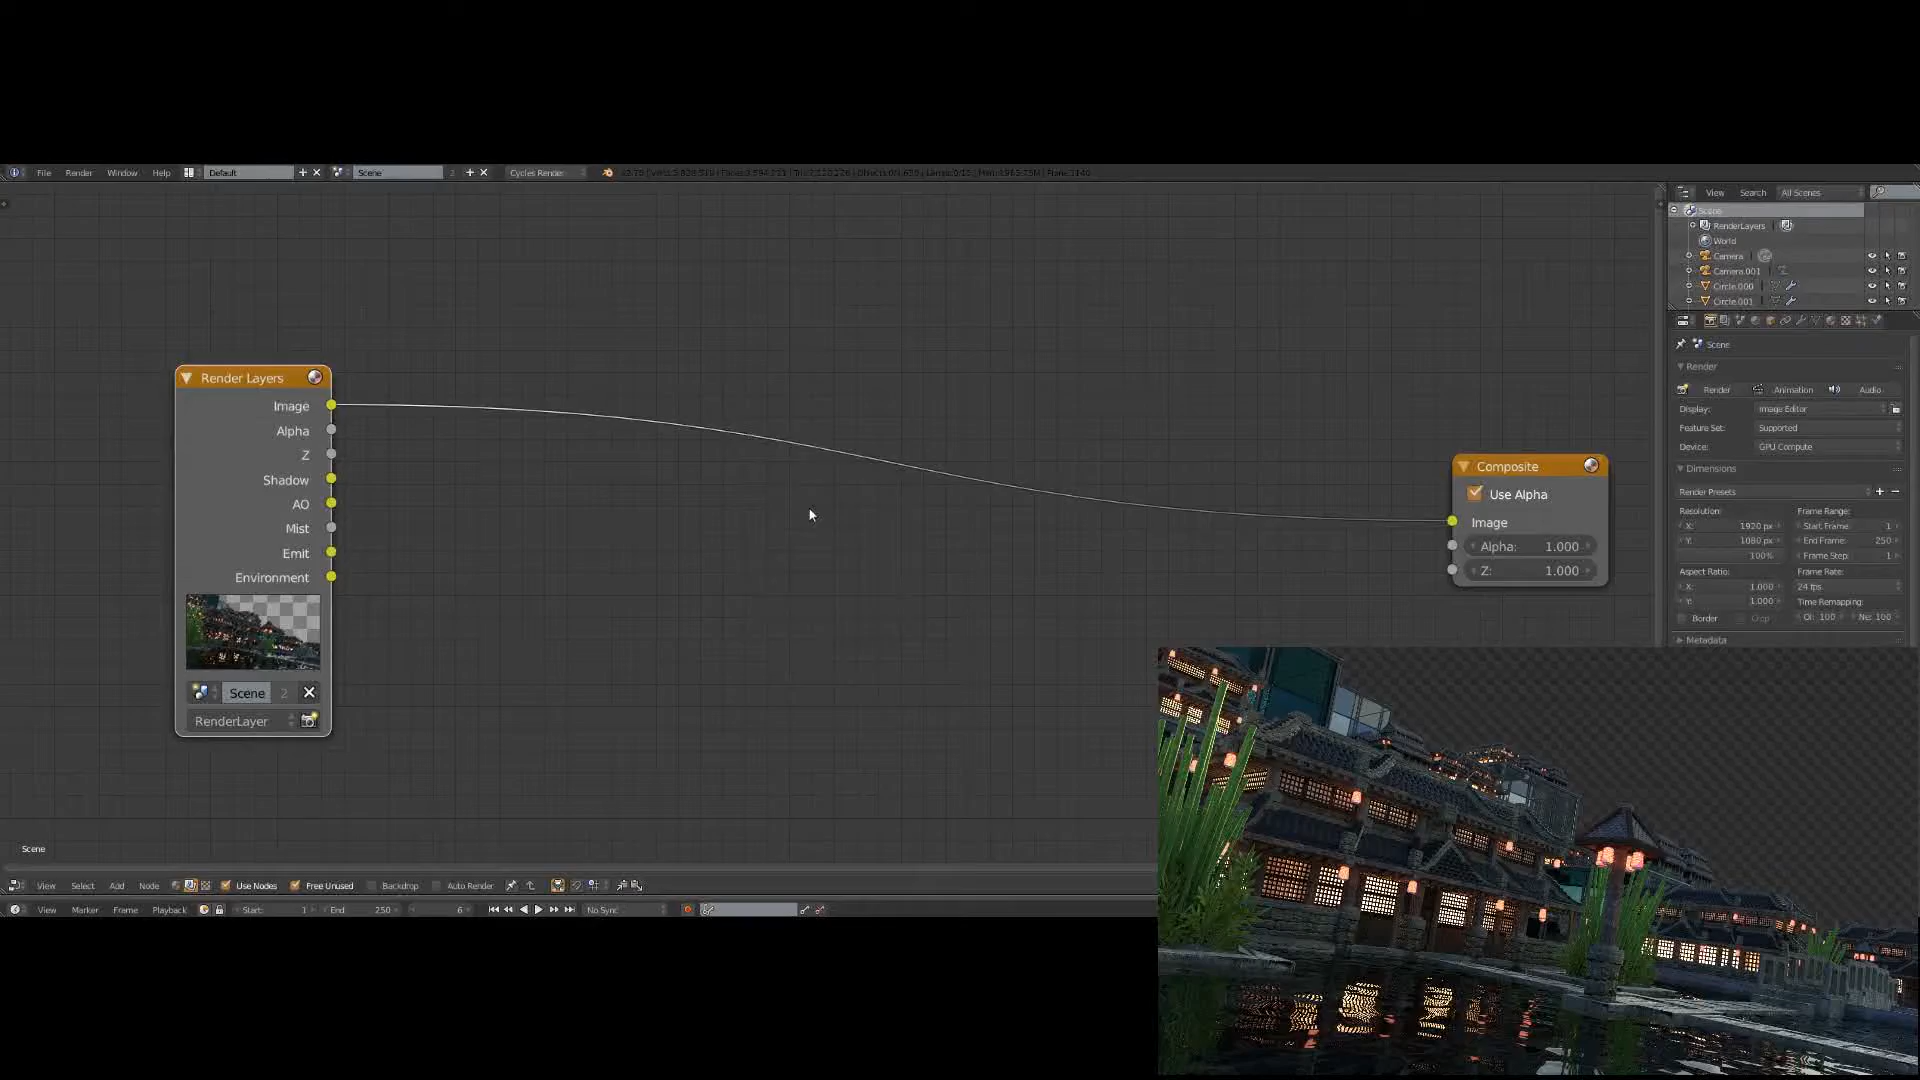 File Render Window Help Default Scene 2 Cycles Render
View Search All Scenes
Scene
RenderLayers
World
Camera
Camera.001
Circle.000
Circle.001
Scene
Render
Render Animation Audio
Display: Image Editor
Feature Set: Supported
Device: GPU Compute
Dimensions
Render Presets
Resolution: Frame Range:
X: 1920 px Start Frame: 1
Y: 1080 px End Frame: 250
100% Frame Step: 1
Aspect Ratio: Frame Rate:
X: 1.000 24 fps
Y: 1.000 Time Remapping:
Border Crop Ol: 100 Ne: 100
Metadata
Render Layers
Image
Alpha
Z
Shadow
AO
Mist
Emit
Environment
Scene 2
RenderLayer
Composite
Use Alpha
Image
Alpha: 1.000
Z: 1.000
Scene
View Select Add Node Use Nodes Free Unused Backdrop Auto Render
View Marker Frame Playback Start: 1 End 250 6 No Sync